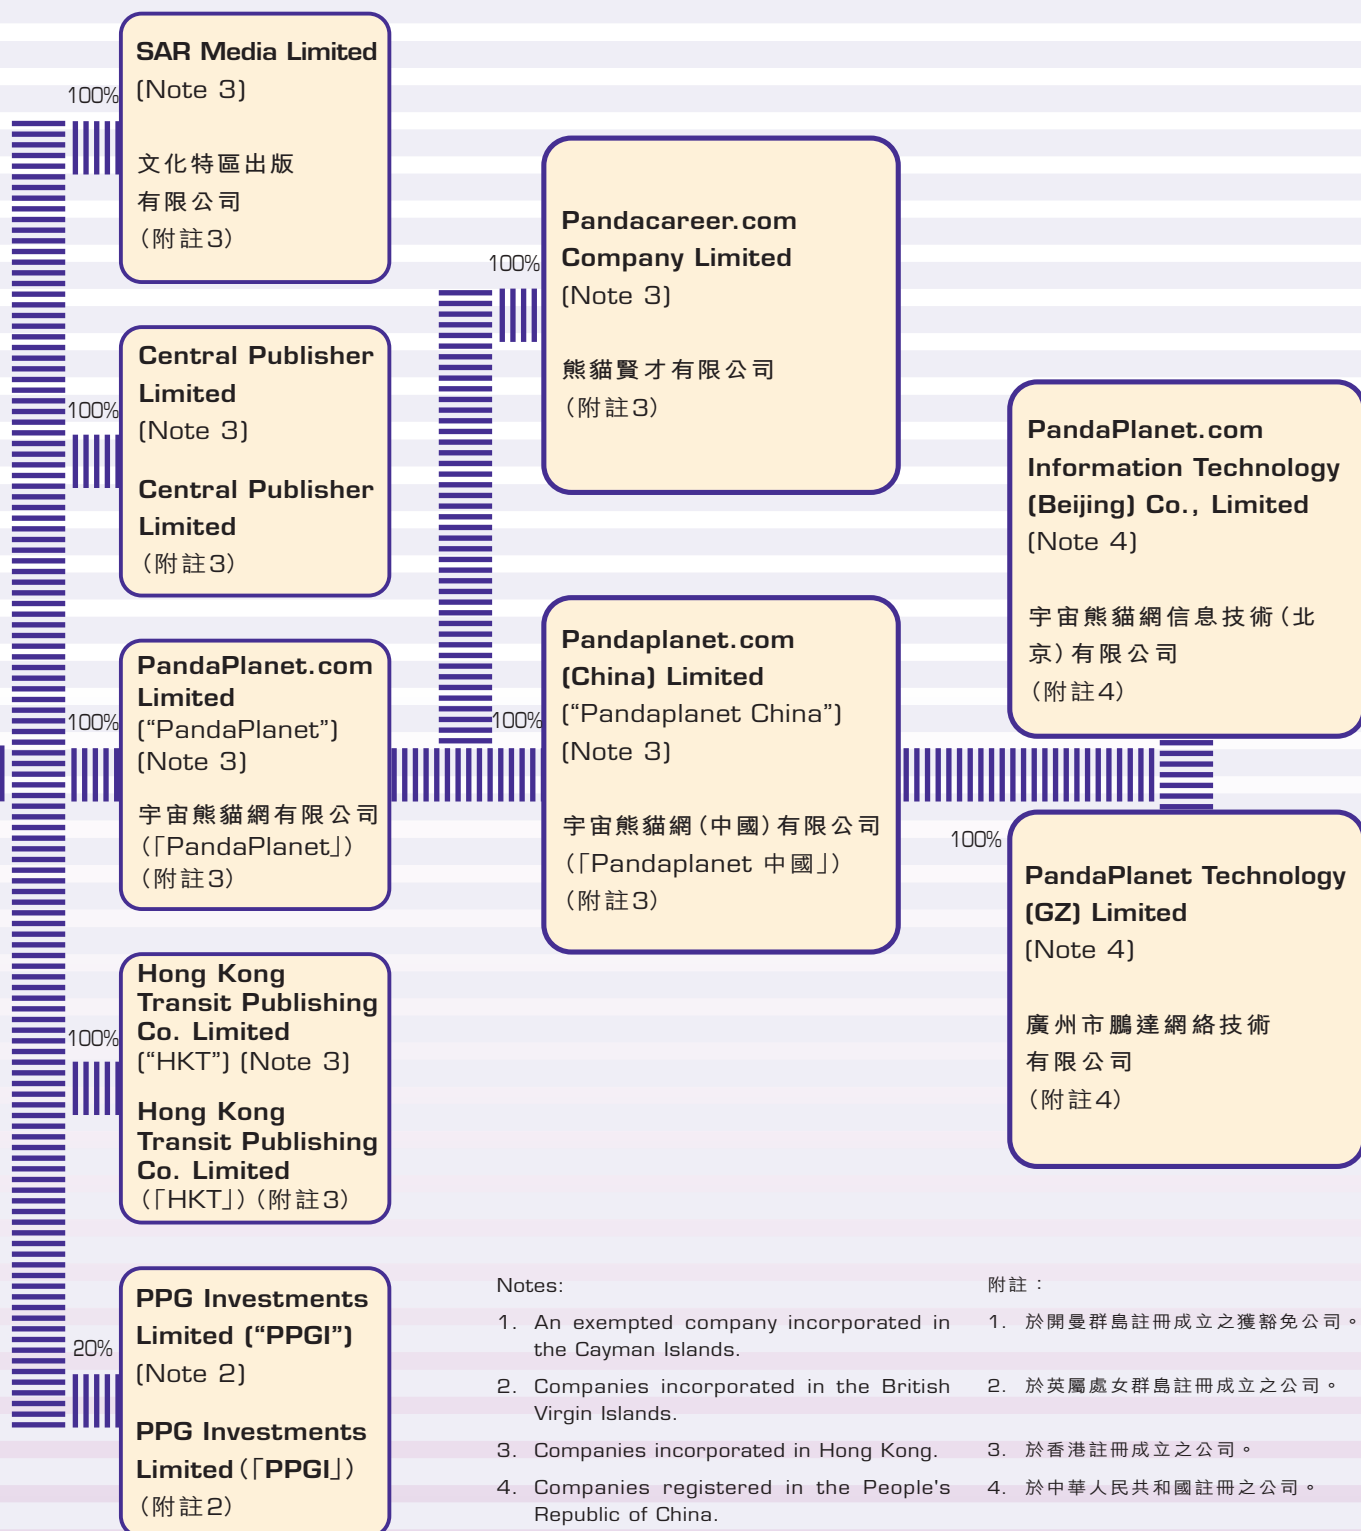 100%
SAR Media Limited
(Note 3)
文化特區出版
有限公司
(附註3)
100%
Central Publisher
Limited
(Note 3)
Central Publisher
Limited
(附註3)
100%
PandaPlanet.com
Limited
(“PandaPlanet”)
(Note 3)
宇宙熊貓網有限公司
(「PandaPlanet」)
(附註3)
100%
Hong Kong
Transit Publishing
Co. Limited
(“HKT”) (Note 3)
Hong Kong
Transit Publishing
Co. Limited
(「HKT」) (附註3)
20%
PPG Investments
Limited (“PPGI”)
(Note 2)
PPG Investments
Limited (「PPGI」)
(附註2)
100%
Pandacareer.com
Company Limited
(Note 3)
熊貓賢才有限公司
(附註3)
100%
Pandaplanet.com
(China) Limited
(“Pandaplanet China”)
(Note 3)
宇宙熊貓網(中國)有限公司
(「Pandaplanet 中國」)
(附註3)
PandaPlanet.com
Information Technology
(Beijing) Co., Limited
(Note 4)
宇宙熊貓網信息技術(北
京)有限公司
(附註4)
100%
PandaPlanet Technology
(GZ) Limited
(Note 4)
廣州市鵬達網絡技術
有限公司
(附註4)
Notes:
1. An exempted company incorporated in
the Cayman Islands.
2. Companies incorporated in the British
Virgin Islands.
3. Companies incorporated in Hong Kong.
4. Companies registered in the People's
Republic of China.
附註：
1. 於開曼群島註冊成立之獲豁免公司。
2. 於英屬處女群島註冊成立之公司。
3. 於香港註冊成立之公司。
4. 於中華人民共和國註冊之公司。